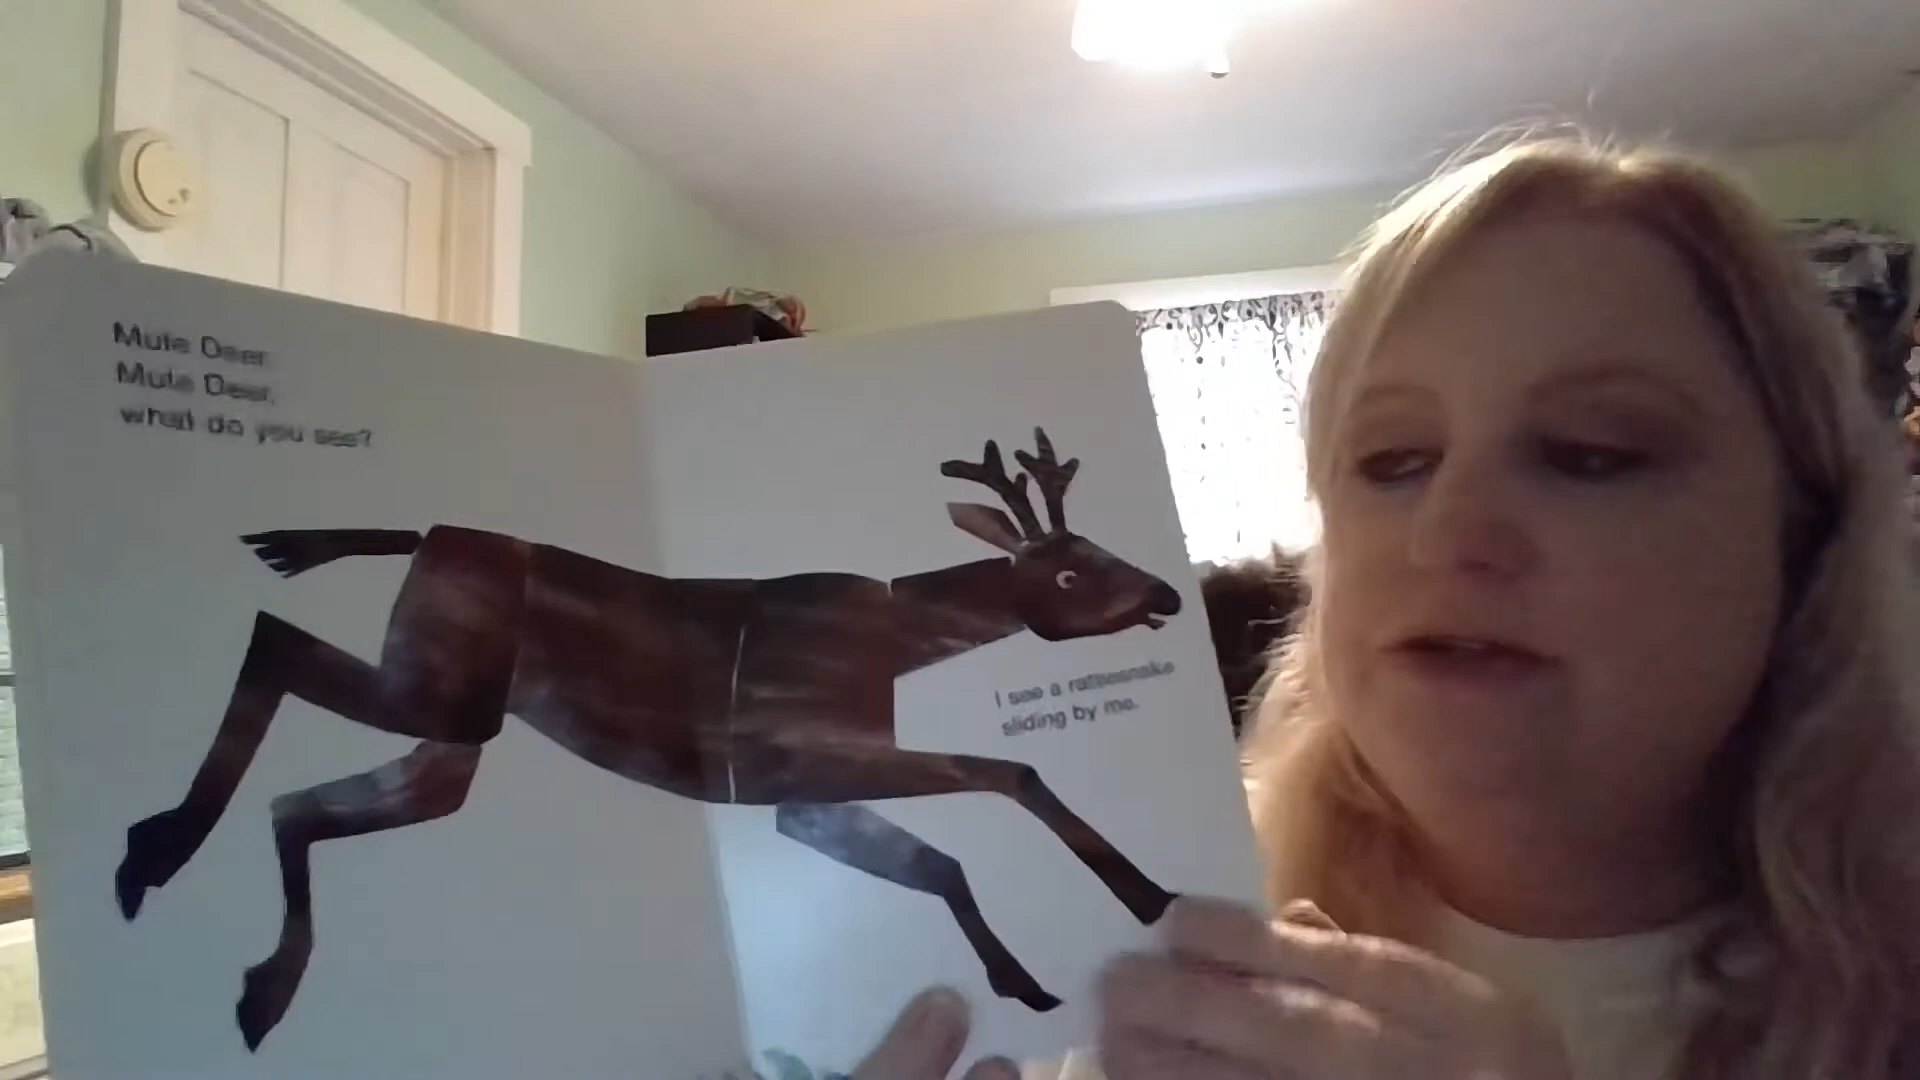 Mule Deer,
Mule Deer,
what do you see?
I see a rattlesnake
sliding by me.